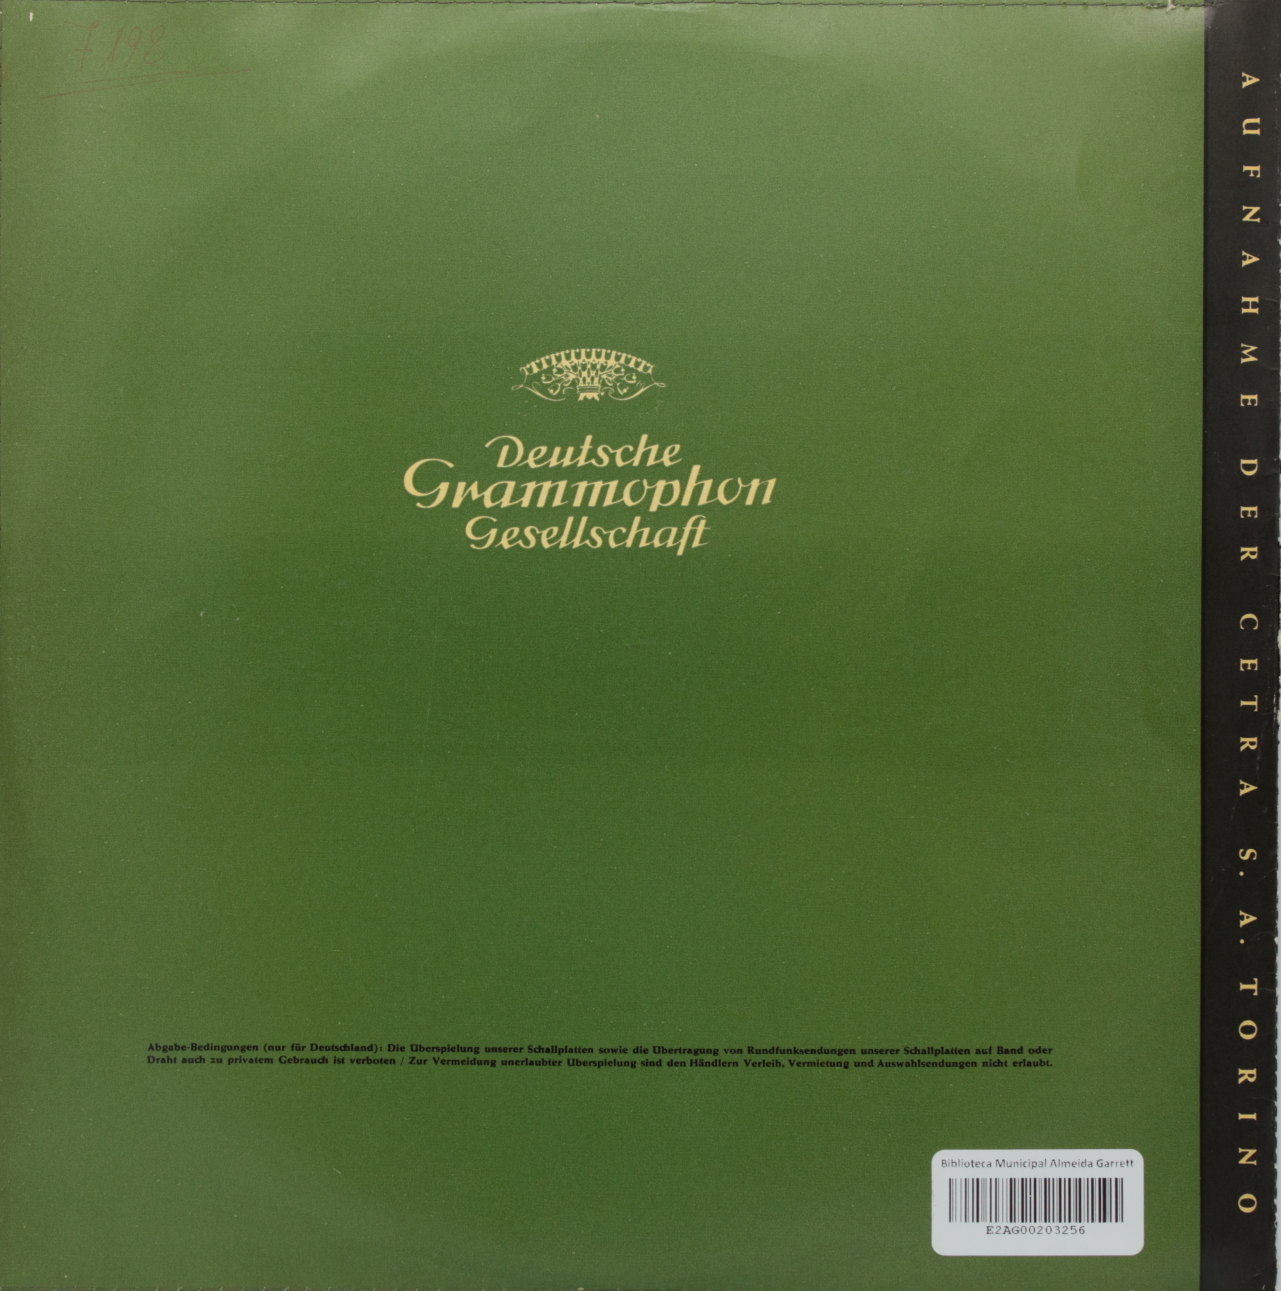 7 198
AUFNAHME DER CETRA S. A. TORINO
Deutsche
Grammophon
Gesellschaft
Abgabe-Bedingungen (nur für Deutschland): Die Überspielung unserer Schallplatten sowie die Übertragung von Rundfunksendungen unserer Schallplatten auf Band oder
Draht auch zu privatem Gebrauch ist verboten / Zur Vermeidung unerlaubter Überspielung sind den Händlern Verleih, Vermietung und Auswahlsendungen nicht erlaubt.
Biblioteca Municipal Almeida Garrett
E2AG00203256